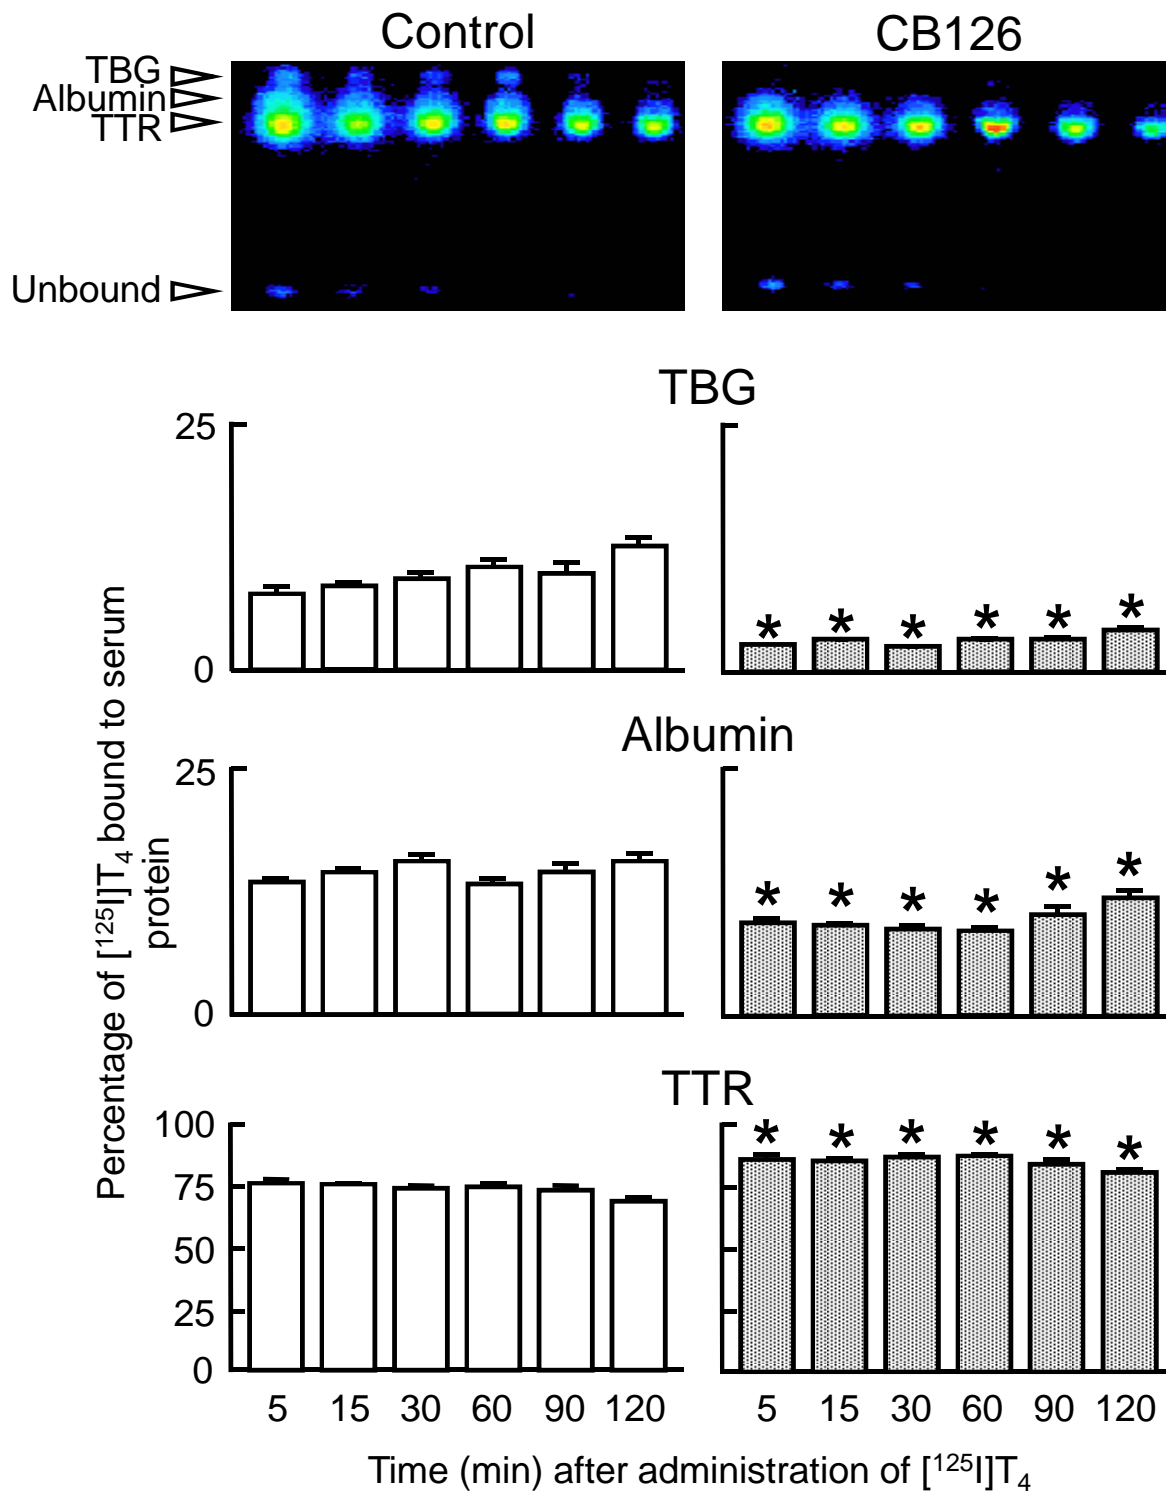 Control
CB126
TBG
Albumin
TTR
Unbound
TBG
25
0
* * * * * *
Albumin
25
0
* * * * * *
TTR
100
75
50
25
0
* * * * * *
5 15 30 60 90 120
5 15 30 60 90 120
Percentage of [¹²⁵I]T₄ bound to serum
protein
Time (min) after administration of [¹²⁵I]T₄